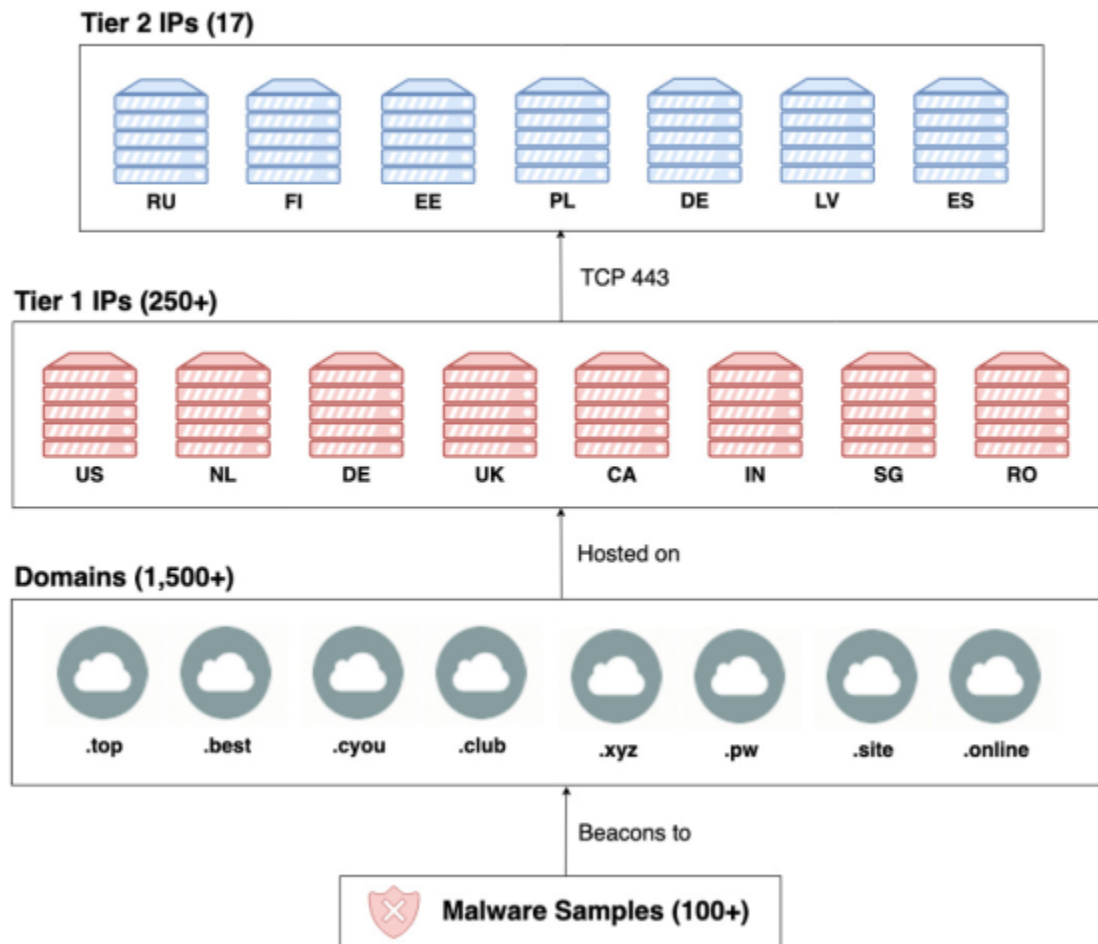 Tier 2 IPs (17)
RU FI EE PL DE LV ES
TCP 443
Tier 1 IPs (250+)
US NL DE UK CA IN SG RO
Hosted on
Domains (1,500+)
.top .best .cyou .club .xyz .pw .site .online
Beacons to
Malware Samples (100+)